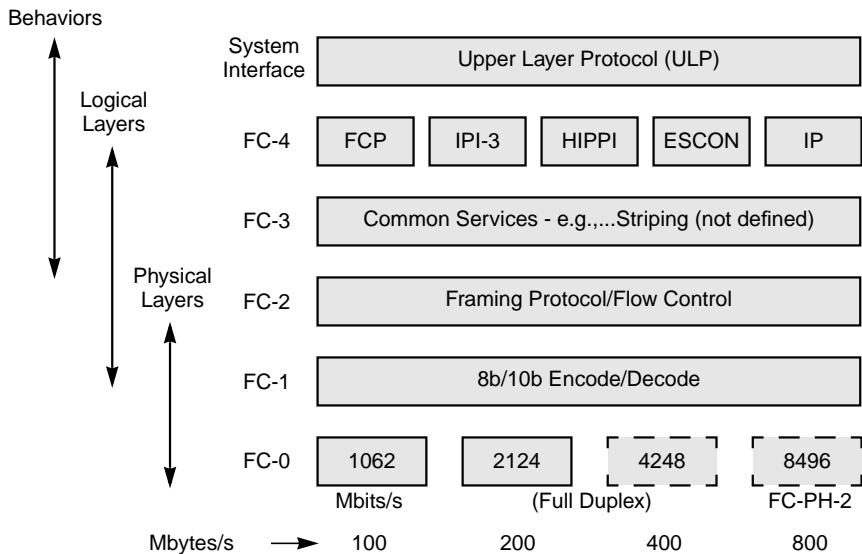 Behaviors
System
Interface
Upper Layer Protocol (ULP)
Logical
Layers
FC-4
FCP
IPI-3
HIPPI
ESCON
IP
FC-3
Common Services - e.g.,...Striping (not defined)
Physical
Layers
FC-2
Framing Protocol/Flow Control
FC-1
8b/10b Encode/Decode
FC-0
1062
2124
4248
8496
Mbits/s
(Full Duplex)
FC-PH-2
Mbytes/s
100
200
400
800